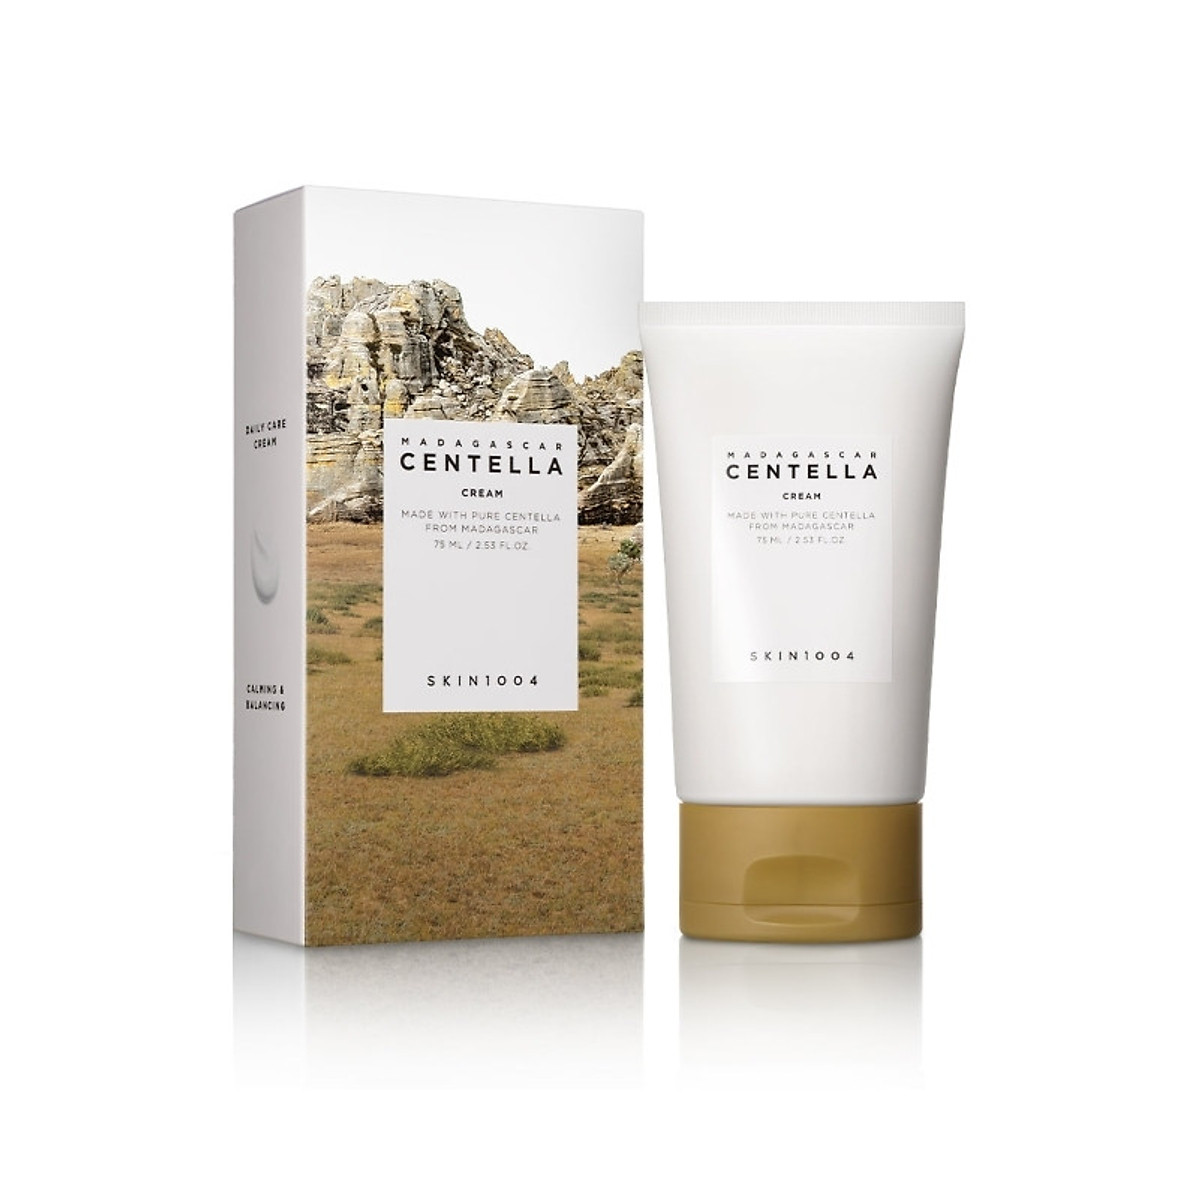 DAILY CARE
CREAM
CALMING &
BALANCING
MADAGASCAR
CENTELLA
CREAM
MADE WITH PURE CENTELLA
FROM MADAGASCAR
75 ML / 2.53 FL.OZ.
SKIN1004
MADAGASCAR
CENTELLA
CREAM
MADE WITH PURE CENTELLA
FROM MADAGASCAR
75 ML / 2.53 FL.OZ.
SKIN1004